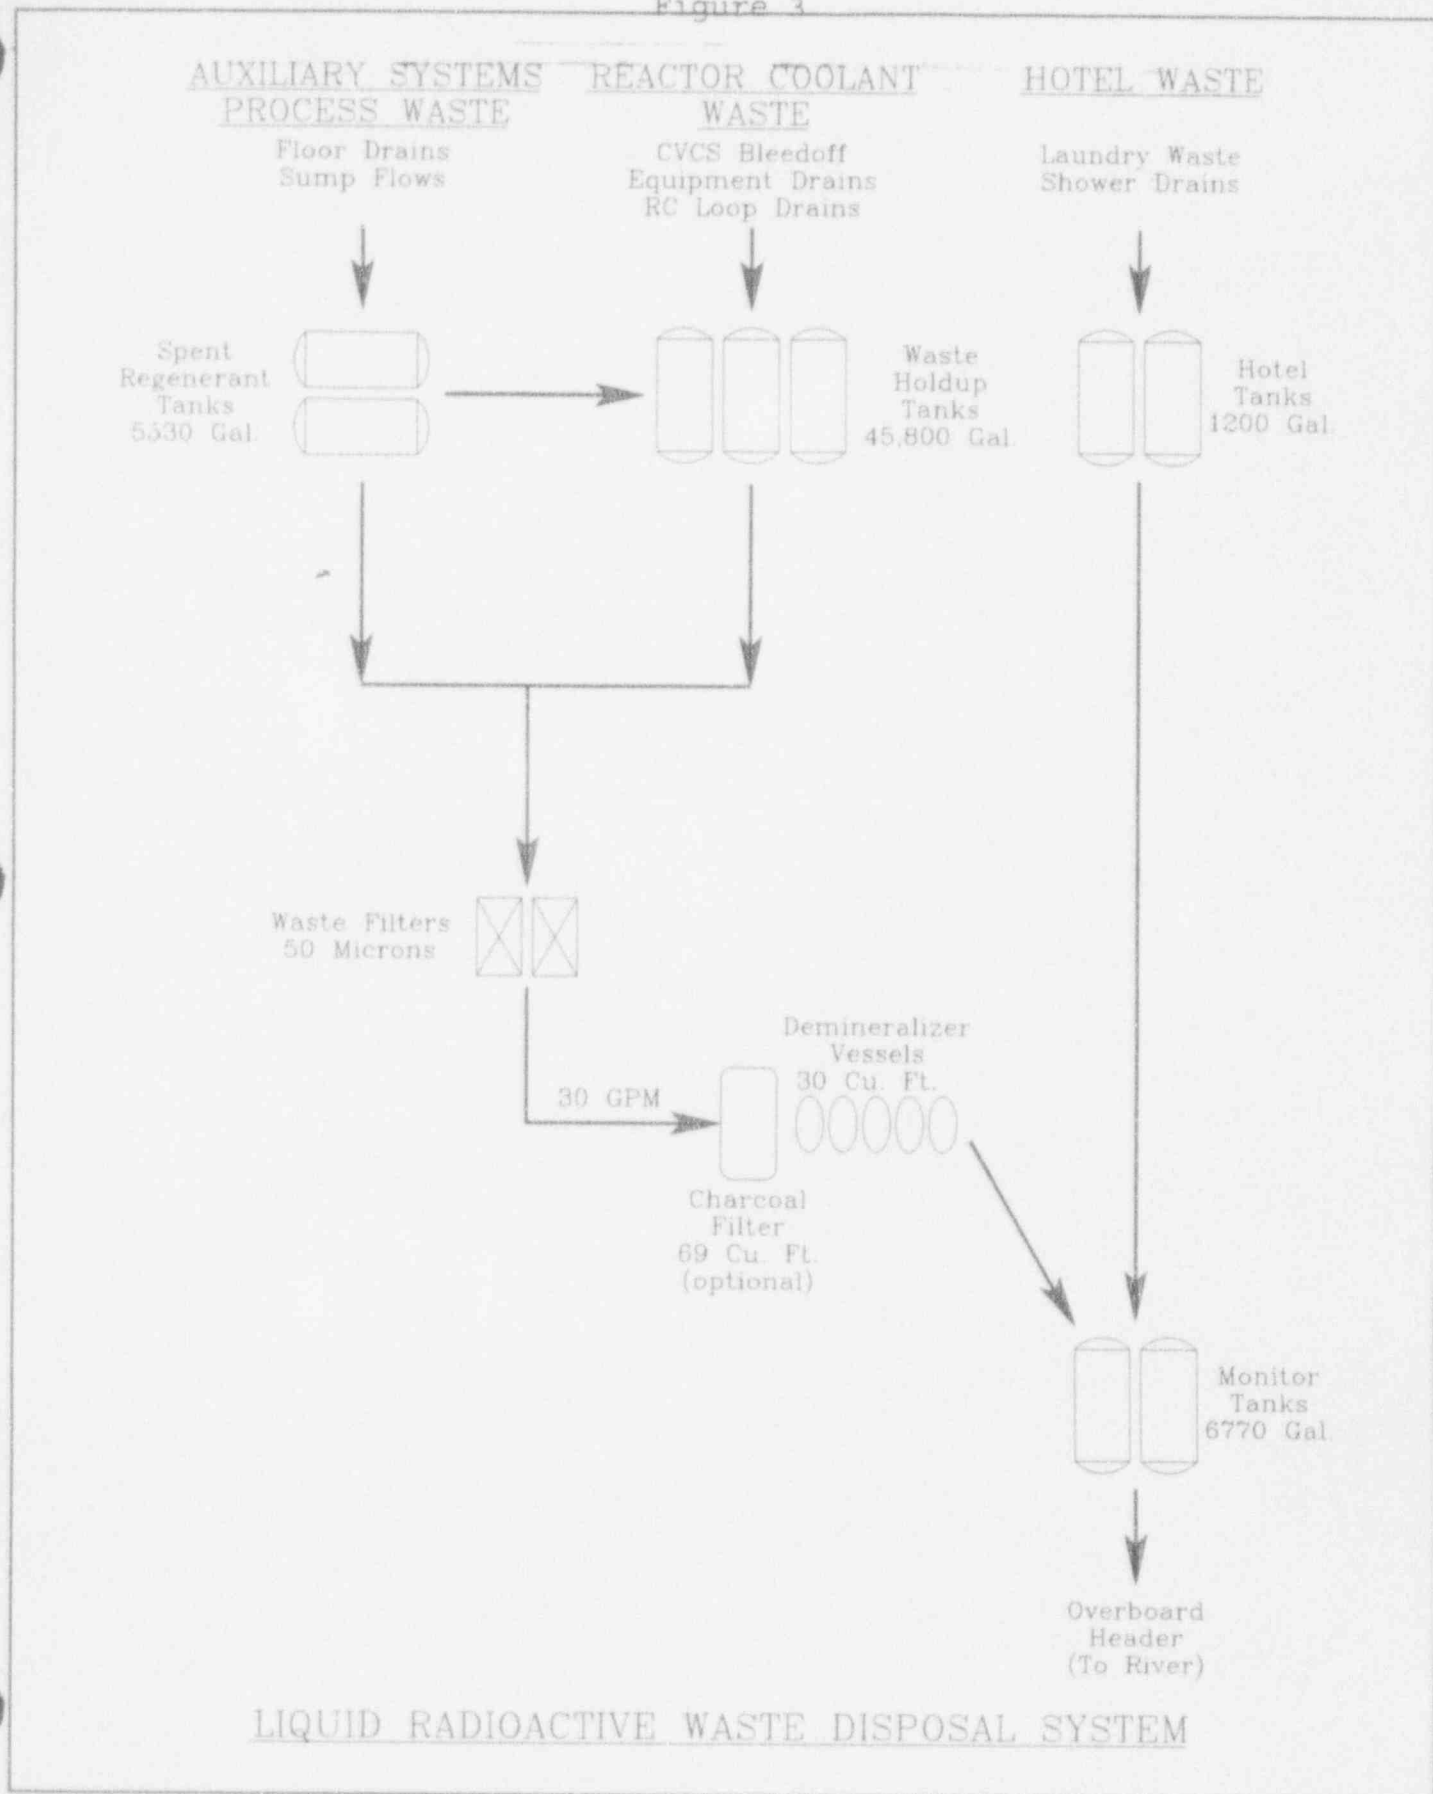 Figure 3
AUXILIARY SYSTEMS
PROCESS WASTE
Floor Drains
Sump Flows
REACTOR COOLANT
WASTE
CVCS Bleedoff
Equipment Drains
RC Loop Drains
HOTEL WASTE
Laundry Waste
Shower Drains
Spent
Regenerant
Tanks
Gal.
Waste
Holdup
Tanks
45,800 Gal.
Hotel
Tanks
1200 Gal.
Waste Filters
50 Microns
30 GPM
Demineralizer
Vessels
30 Cu. Ft.
Charcoal
Filter
69 Cu. Ft.
(optional)
Monitor
Tanks
6770 Gal.
Overboard
Header
(To River)
LIQUID RADIOACTIVE WASTE DISPOSAL SYSTEM